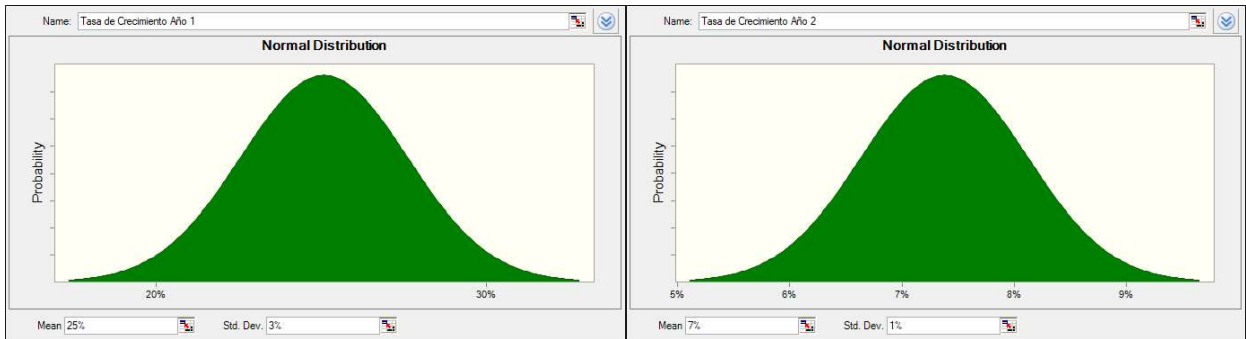 Name: Tasa de Crecimiento Año 1
Normal Distribution
Probability
20% 30%
Mean 25% Std. Dev. 3%
Name: Tasa de Crecimiento Año 2
Normal Distribution
Probability
5% 6% 7% 8% 9%
Mean 7% Std. Dev. 1%